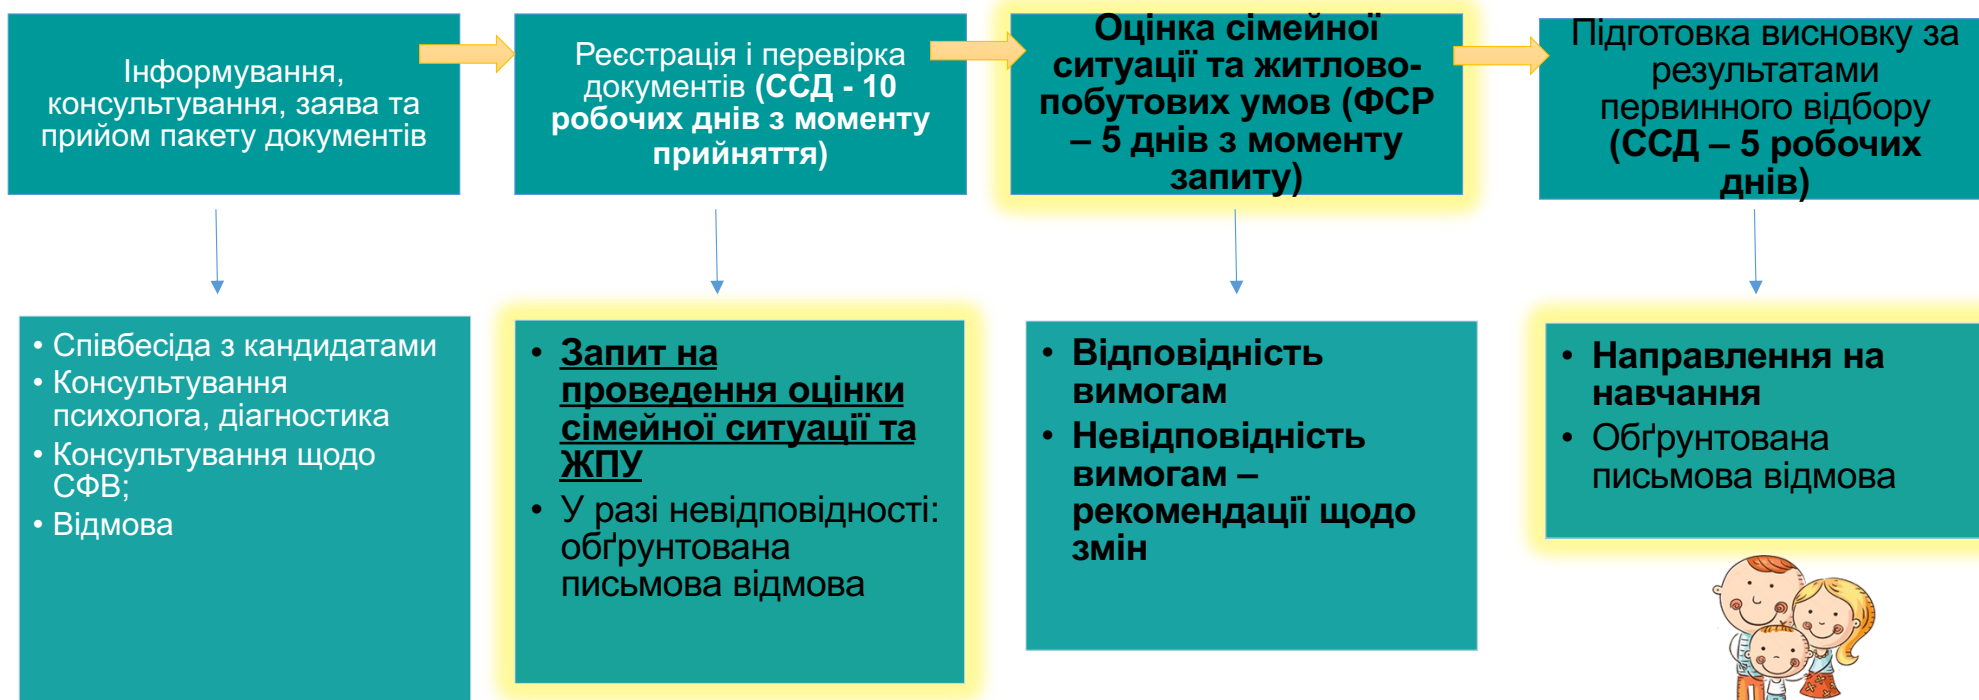 Інформування,
консультування, заява та
прийом пакету документів
Реєстрація і перевірка
документів (ССД - 10
робочих днів з моменту
прийняття)
Оцінка сімейної
ситуації та житлово-
побутових умов (ФСР
– 5 днів з моменту
запиту)
Підготовка висновку за
результатами
первинного відбору
(ССД – 5 робочих
днів)
• Співбесіда з кандидатами
• Консультування
психолога, діагностика
• Консультування щодо
СФВ;
• Відмова
• Запит на
проведення оцінки
сімейної ситуації та
ЖПУ
• У разі невідповідності:
обґрунтована
письмова відмова
• Відповідність
вимогам
• Невідповідність
вимогам –
рекомендації щодо
змін
• Направлення на
навчання
• Обґрунтована
письмова відмова